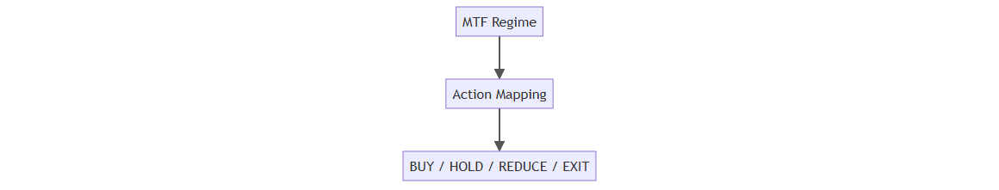 MTF Regime
Action Mapping
BUY / HOLD / REDUCE / EXIT